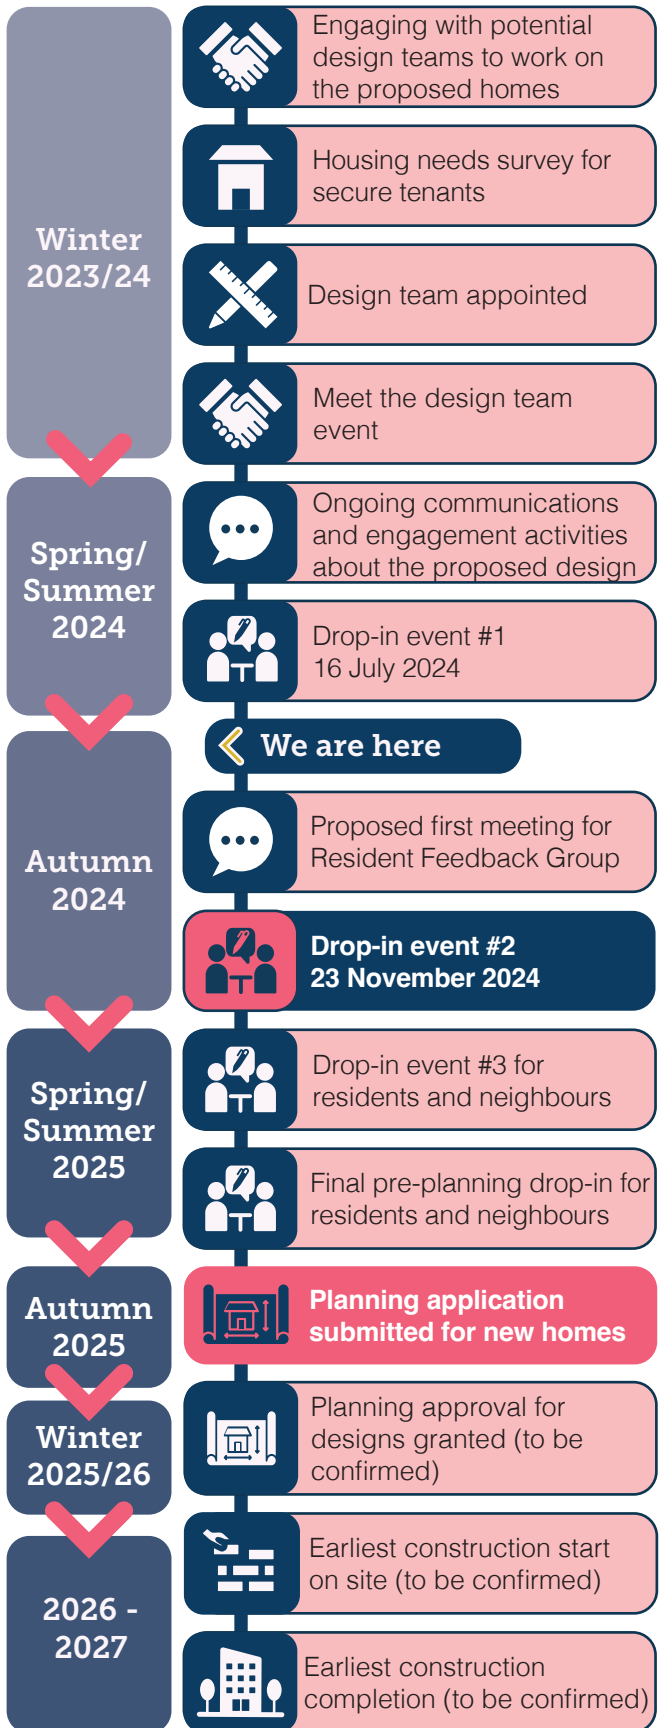 Winter
2023/24
Engaging with potential
design teams to work on
the proposed homes
Housing needs survey for
secure tenants
Design team appointed
Meet the design team
event
Spring/
Summer
2024
Ongoing communications
and engagement activities
about the proposed design
Drop-in event #1
16 July 2024
We are here
Autumn
2024
Proposed first meeting for
Resident Feedback Group
Drop-in event #2
23 November 2024
Spring/
Summer
2025
Drop-in event #3 for
residents and neighbours
Final pre-planning drop-in for
residents and neighbours
Autumn
2025
Planning application
submitted for new homes
Winter
2025/26
Planning approval for
designs granted (to be
confirmed)
2026 -
2027
Earliest construction start
on site (to be confirmed)
Earliest construction
completion (to be confirmed)